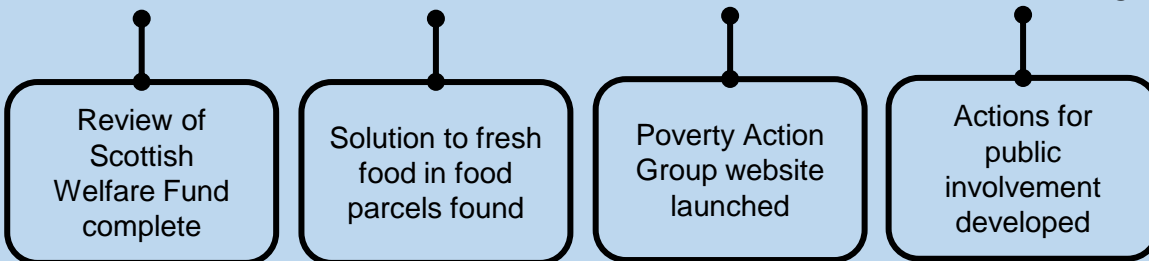 Review of
Scottish
Welfare Fund
complete
Solution to fresh
food in food
parcels found
Poverty Action
Group website
launched
Actions for
public
involvement
developed